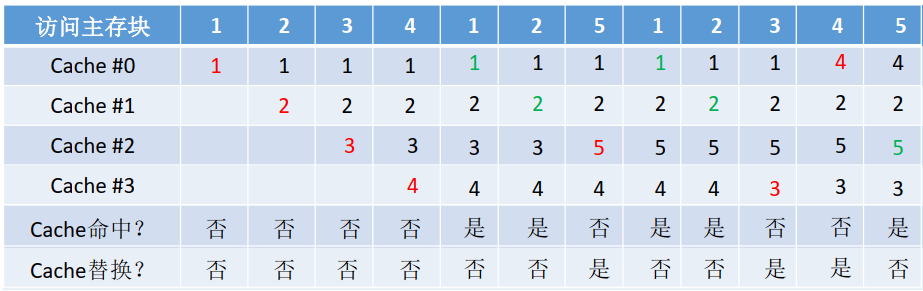 访问主存块 1 2 3 4 1 2 5 1 2 3 4 5
Cache #0 1 1 1 1 1 1 1 1 1 1 4 4
Cache #1 2 2 2 2 2 2 2 2 2 2 2
Cache #2 3 3 3 3 5 5 5 5 5 5
Cache #3 4 4 4 4 4 4 3 3 3
Cache命中? 否 否 否 否 是 是 否 是 是 否 否 是
Cache替换? 否 否 否 否 否 否 是 否 否 是 是 否